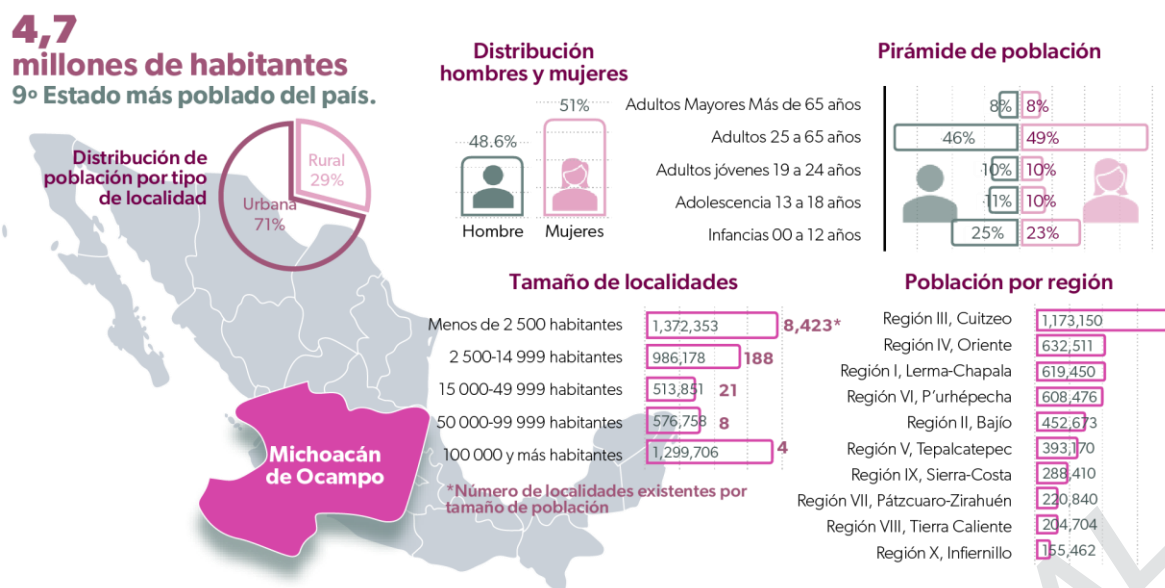 4,7
millones de habitantes
9º Estado más poblado del país.
Distribución de
población por tipo
de localidad
Rural
29%
Urbana
71%
Distribución
hombres y mujeres
48.6%
51%
Hombre
Mujeres
Pirámide de población
Adultos Mayores Más de 65 años 8% 8%
Adultos 25 a 65 años 46% 49%
Adultos jóvenes 19 a 24 años 10% 10%
Adolescencia 13 a 18 años 11% 10%
Infancias 00 a 12 años 25% 23%
Tamaño de localidades
Menos de 2 500 habitantes 1,372,353 8,423*
2 500-14 999 habitantes 986,178 188
15 000-49 999 habitantes 513,851 21
50 000-99 999 habitantes 576,758 8
100 000 y más habitantes 1,299,706 4
*Número de localidades existentes por
tamaño de población
Población por región
Región III, Cuitzeo 1,173,150
Región IV, Oriente 632,511
Región I, Lerma-Chapala 619,450
Región VI, P'urhépecha 608,476
Región II, Bajío 452,673
Región V, Tepalcatepec 393,170
Región IX, Sierra-Costa 288,410
Región VII, Pátzcuaro-Zirahuén 220,840
Región VIII, Tierra Caliente 204,704
Región X, Infiernillo 155,462
Michoacán
de Ocampo